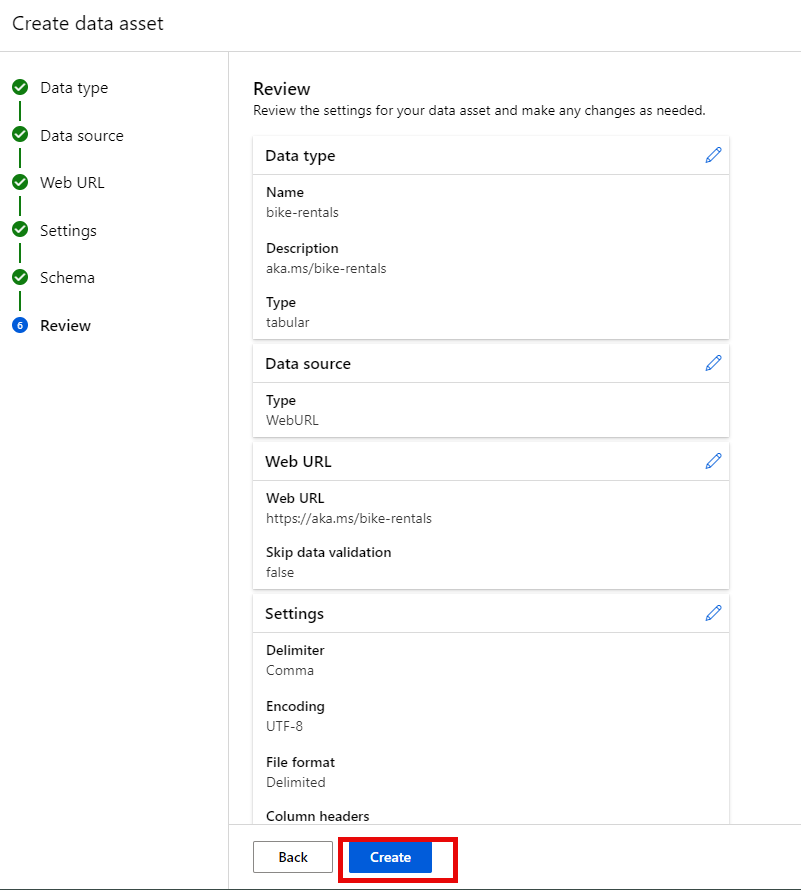 Create data asset
Data type
Data source
Web URL
Settings
Schema
6 Review
Review
Review the settings for your data asset and make any changes as needed.
Data type
Name
bike-rentals
Description
aka.ms/bike-rentals
Type
tabular
Data source
Type
WebURL
Web URL
Web URL
https://aka.ms/bike-rentals
Skip data validation
false
Settings
Delimiter
Comma
Encoding
UTF-8
File format
Delimited
Column headers
Back Create